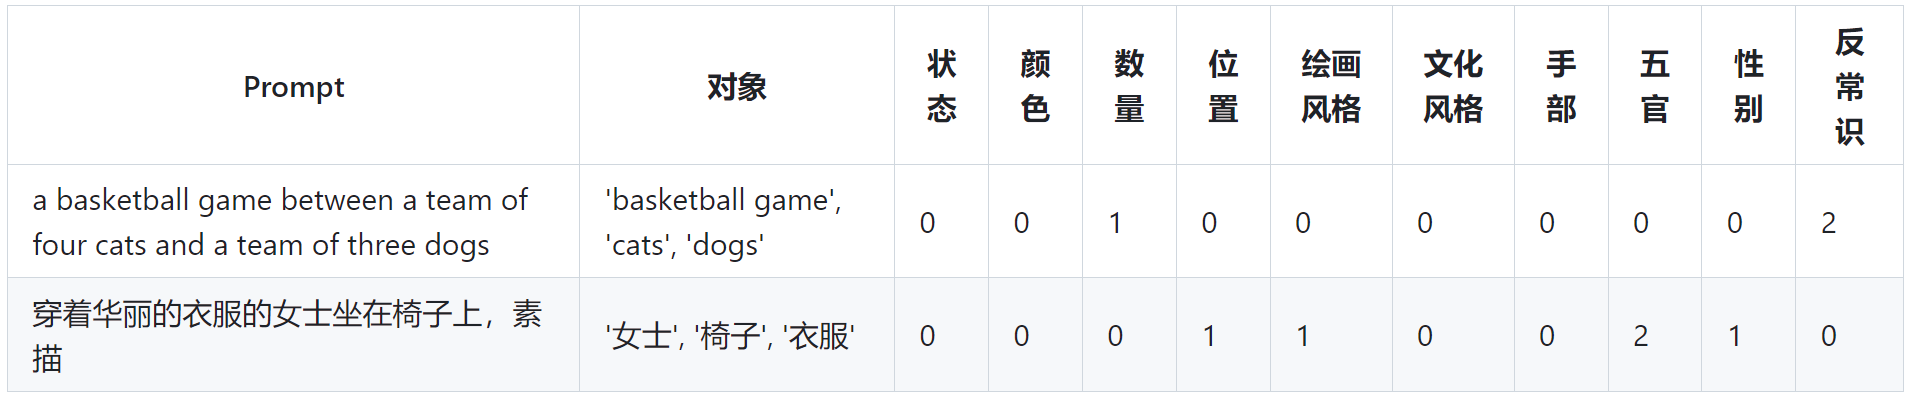 Prompt 对象 状态 颜色 数量 位置 绘画风格 文化风格 手部 五官 性别 反常识
a basketball game between a team of four cats and a team of three dogs 'basketball game', 'cats', 'dogs' 0 0 1 0 0 0 0 0 0 2
穿着华丽的衣服的女士坐在椅子上，素描 '女士', '椅子', '衣服' 0 0 0 1 1 0 0 2 1 0